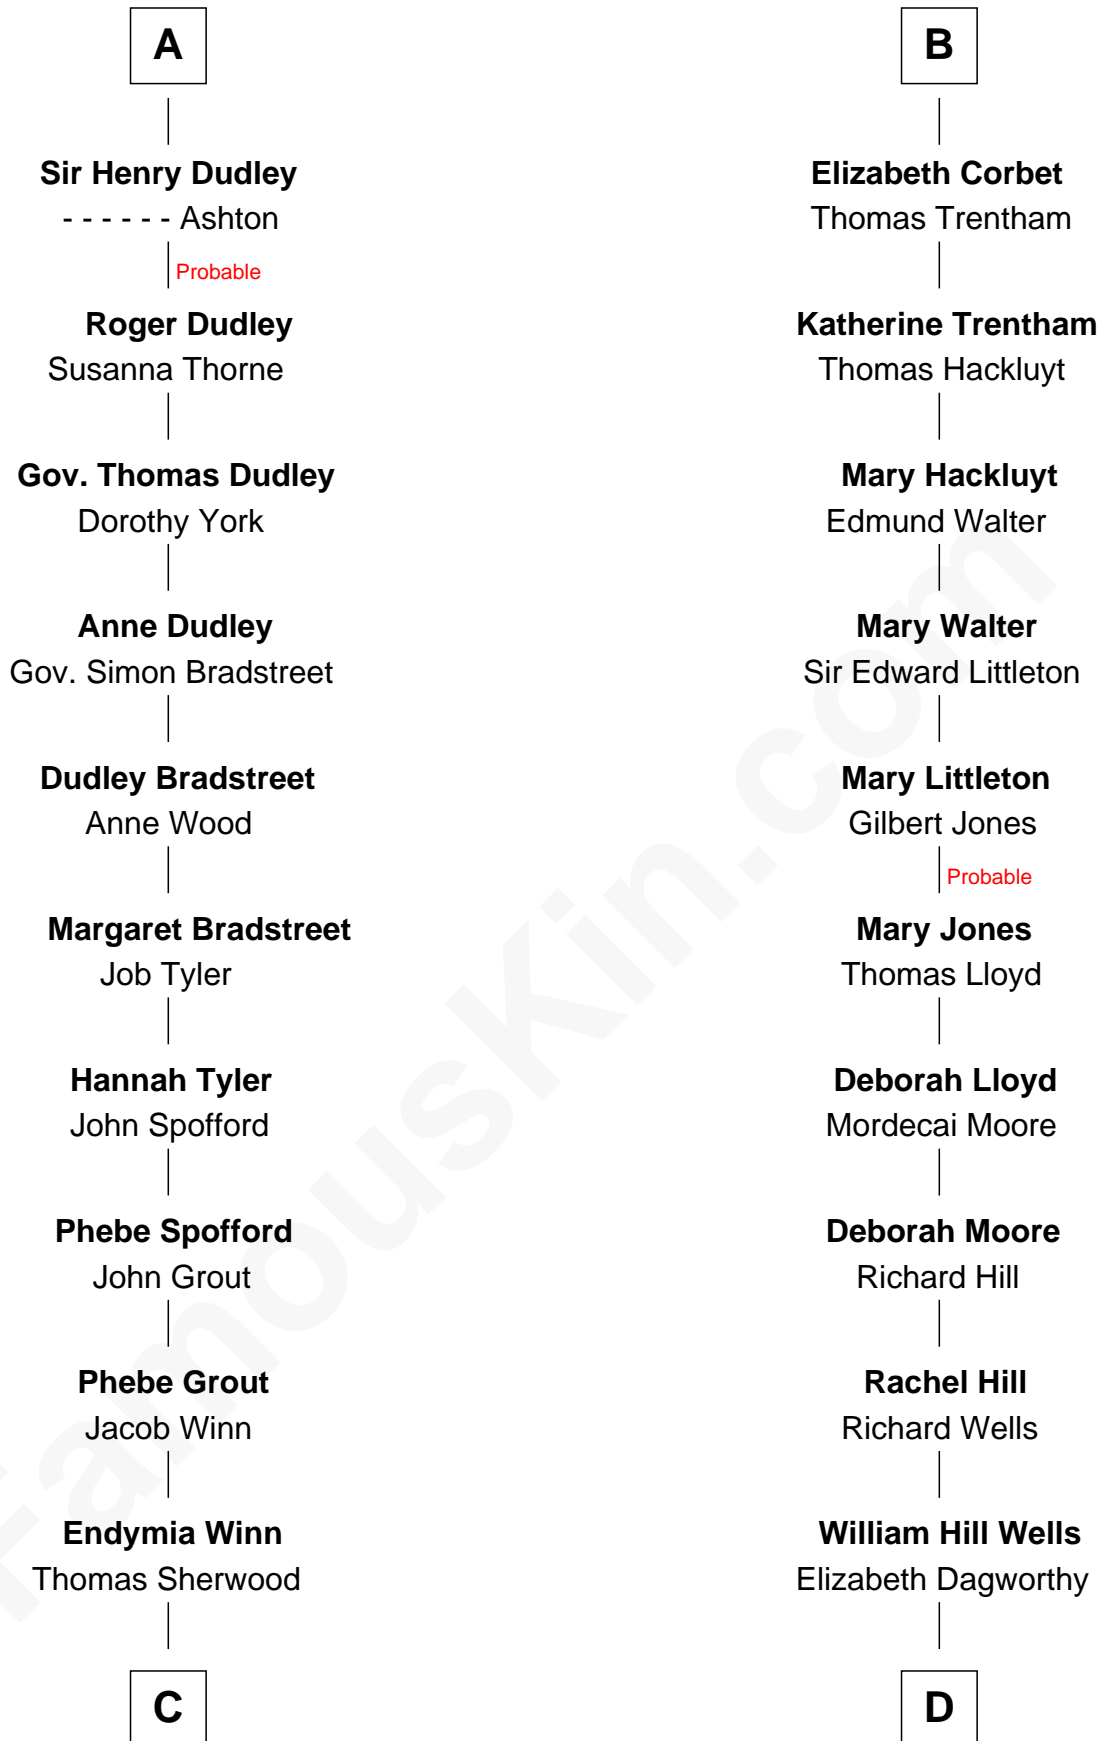 A
Sir Henry Dudley
- - - - - - Ashton
Probable
Roger Dudley
Susanna Thorne
Gov. Thomas Dudley
Dorothy York
Anne Dudley
Gov. Simon Bradstreet
Dudley Bradstreet
Anne Wood
Margaret Bradstreet
Job Tyler
Hannah Tyler
John Spofford
Phebe Spofford
John Grout
Phebe Grout
Jacob Winn
Endymia Winn
Thomas Sherwood
C
B
Elizabeth Corbet
Thomas Trentham
Katherine Trentham
Thomas Hackluyt
Mary Hackluyt
Edmund Walter
Mary Walter
Sir Edward Littleton
Mary Littleton
Gilbert Jones
Probable
Mary Jones
Thomas Lloyd
Deborah Lloyd
Mordecai Moore
Deborah Moore
Richard Hill
Rachel Hill
Richard Wells
William Hill Wells
Elizabeth Dagworthy
D
FamousKin.com